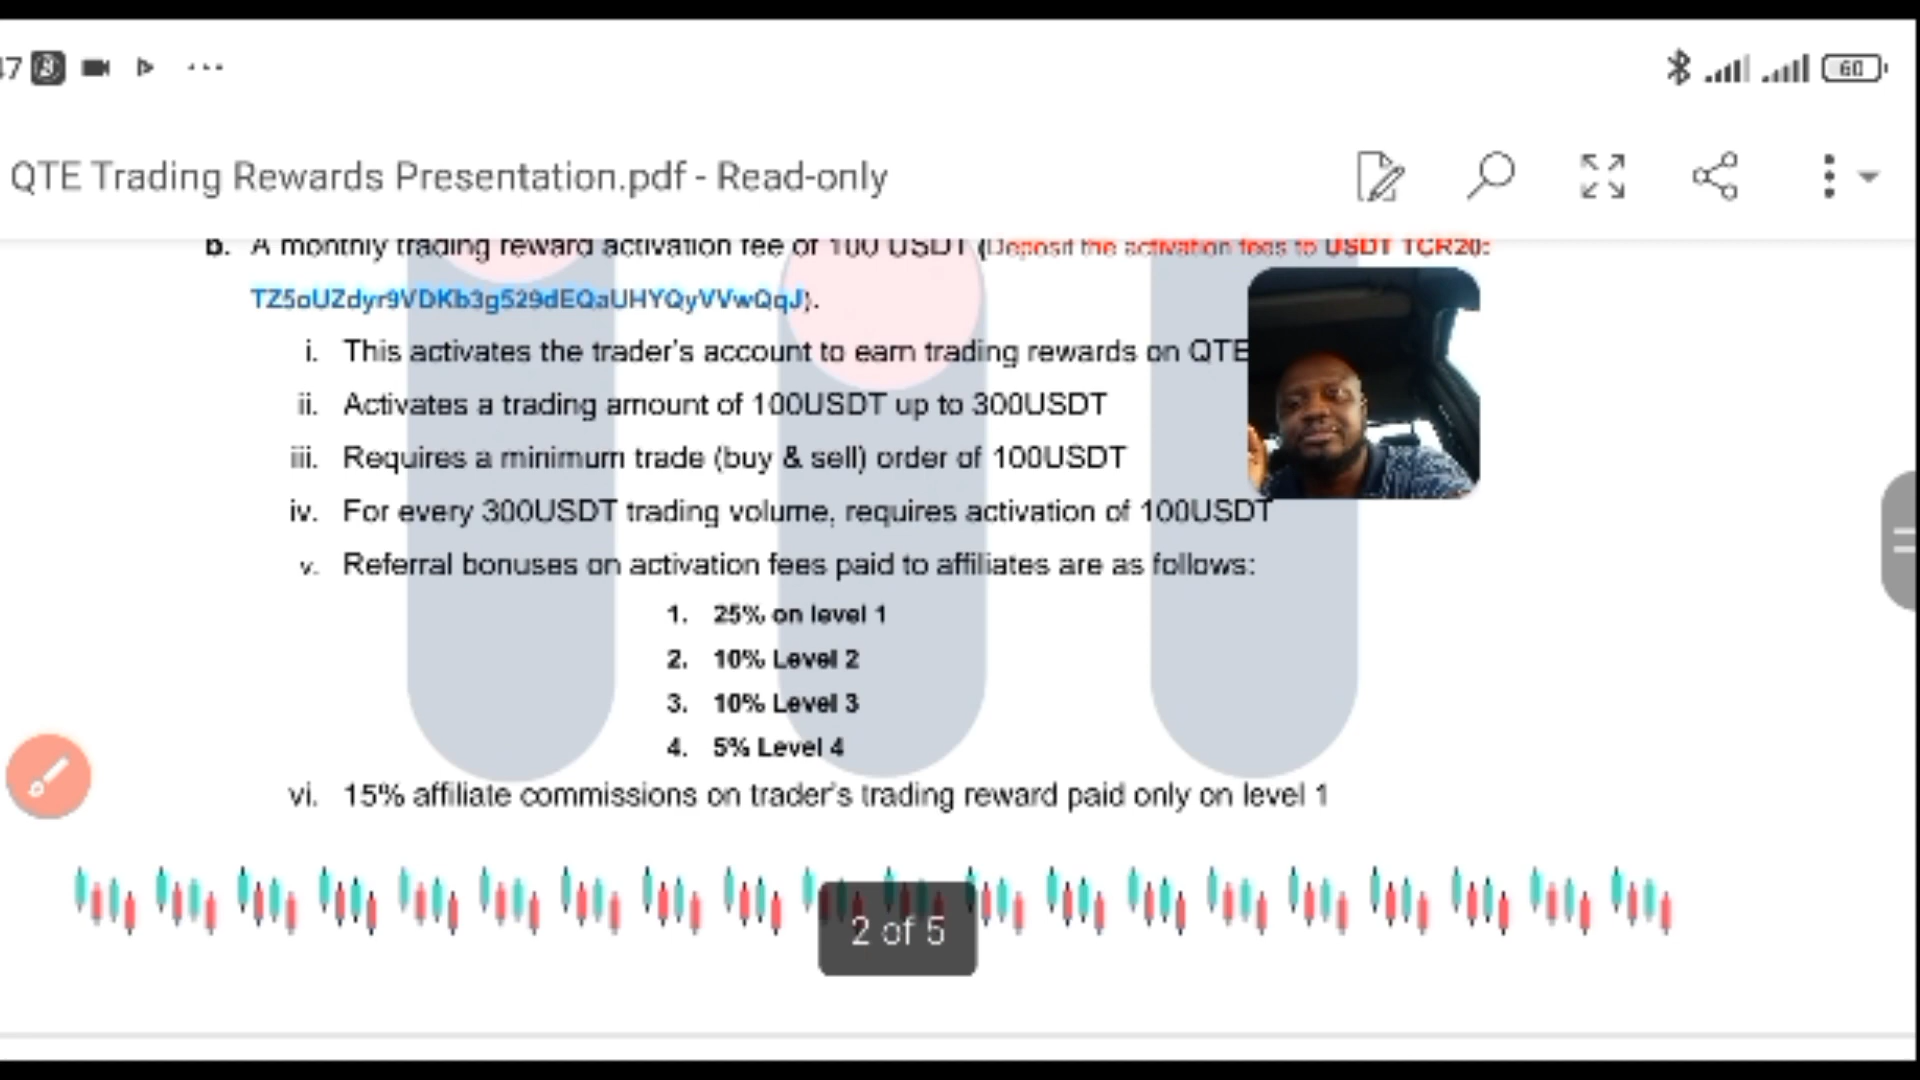 47
60
QTE Trading Rewards Presentation.pdf - Read-only
b. A monthly trading reward activation fee of 100 USDT (Deposit the activation fees to USDT TCR20:
TZ5oUZdyr9VDKb3g529dEQaUHYQyVVwQqJ).
i. This activates the trader's account to earn trading rewards on QTE
ii. Activates a trading amount of 100USDT up to 300USDT
iii. Requires a minimum trade (buy & sell) order of 100USDT
iv. For every 300USDT trading volume, requires activation of 100USDT
v. Referral bonuses on activation fees paid to affiliates are as follows:
1. 25% on level 1
2. 10% Level 2
3. 10% Level 3
4. 5% Level 4
vi. 15% affiliate commissions on trader's trading reward paid only on level 1
2 of 5